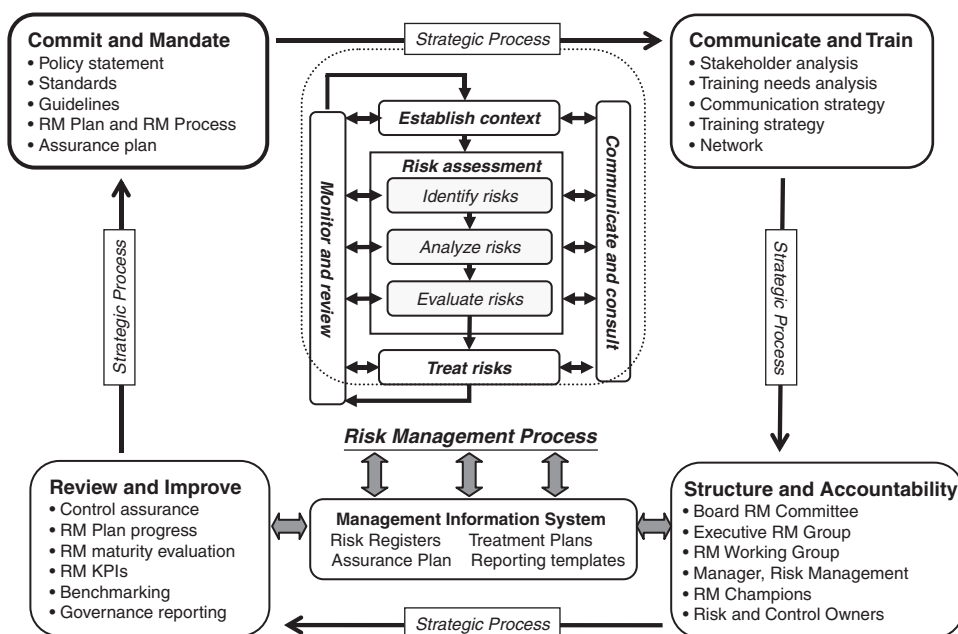 Commit and Mandate
• Policy statement
• Standards
• Guidelines
• RM Plan and RM Process
• Assurance plan
Strategic Process
Communicate and Train
• Stakeholder analysis
• Training needs analysis
• Communication strategy
• Training strategy
• Network
Monitor and review
Establish context
Risk assessment
Identify risks
Analyze risks
Evaluate risks
Treat risks
Communicate and consult
Strategic Process
Strategic Process
Risk Management Process
Review and Improve
• Control assurance
• RM Plan progress
• RM maturity evaluation
• RM KPIs
• Benchmarking
• Governance reporting
Management Information System
Risk Registers Treatment Plans
Assurance Plan Reporting templates
Structure and Accountability
• Board RM Committee
• Executive RM Group
• RM Working Group
• Manager, Risk Management
• RM Champions
• Risk and Control Owners
Strategic Process